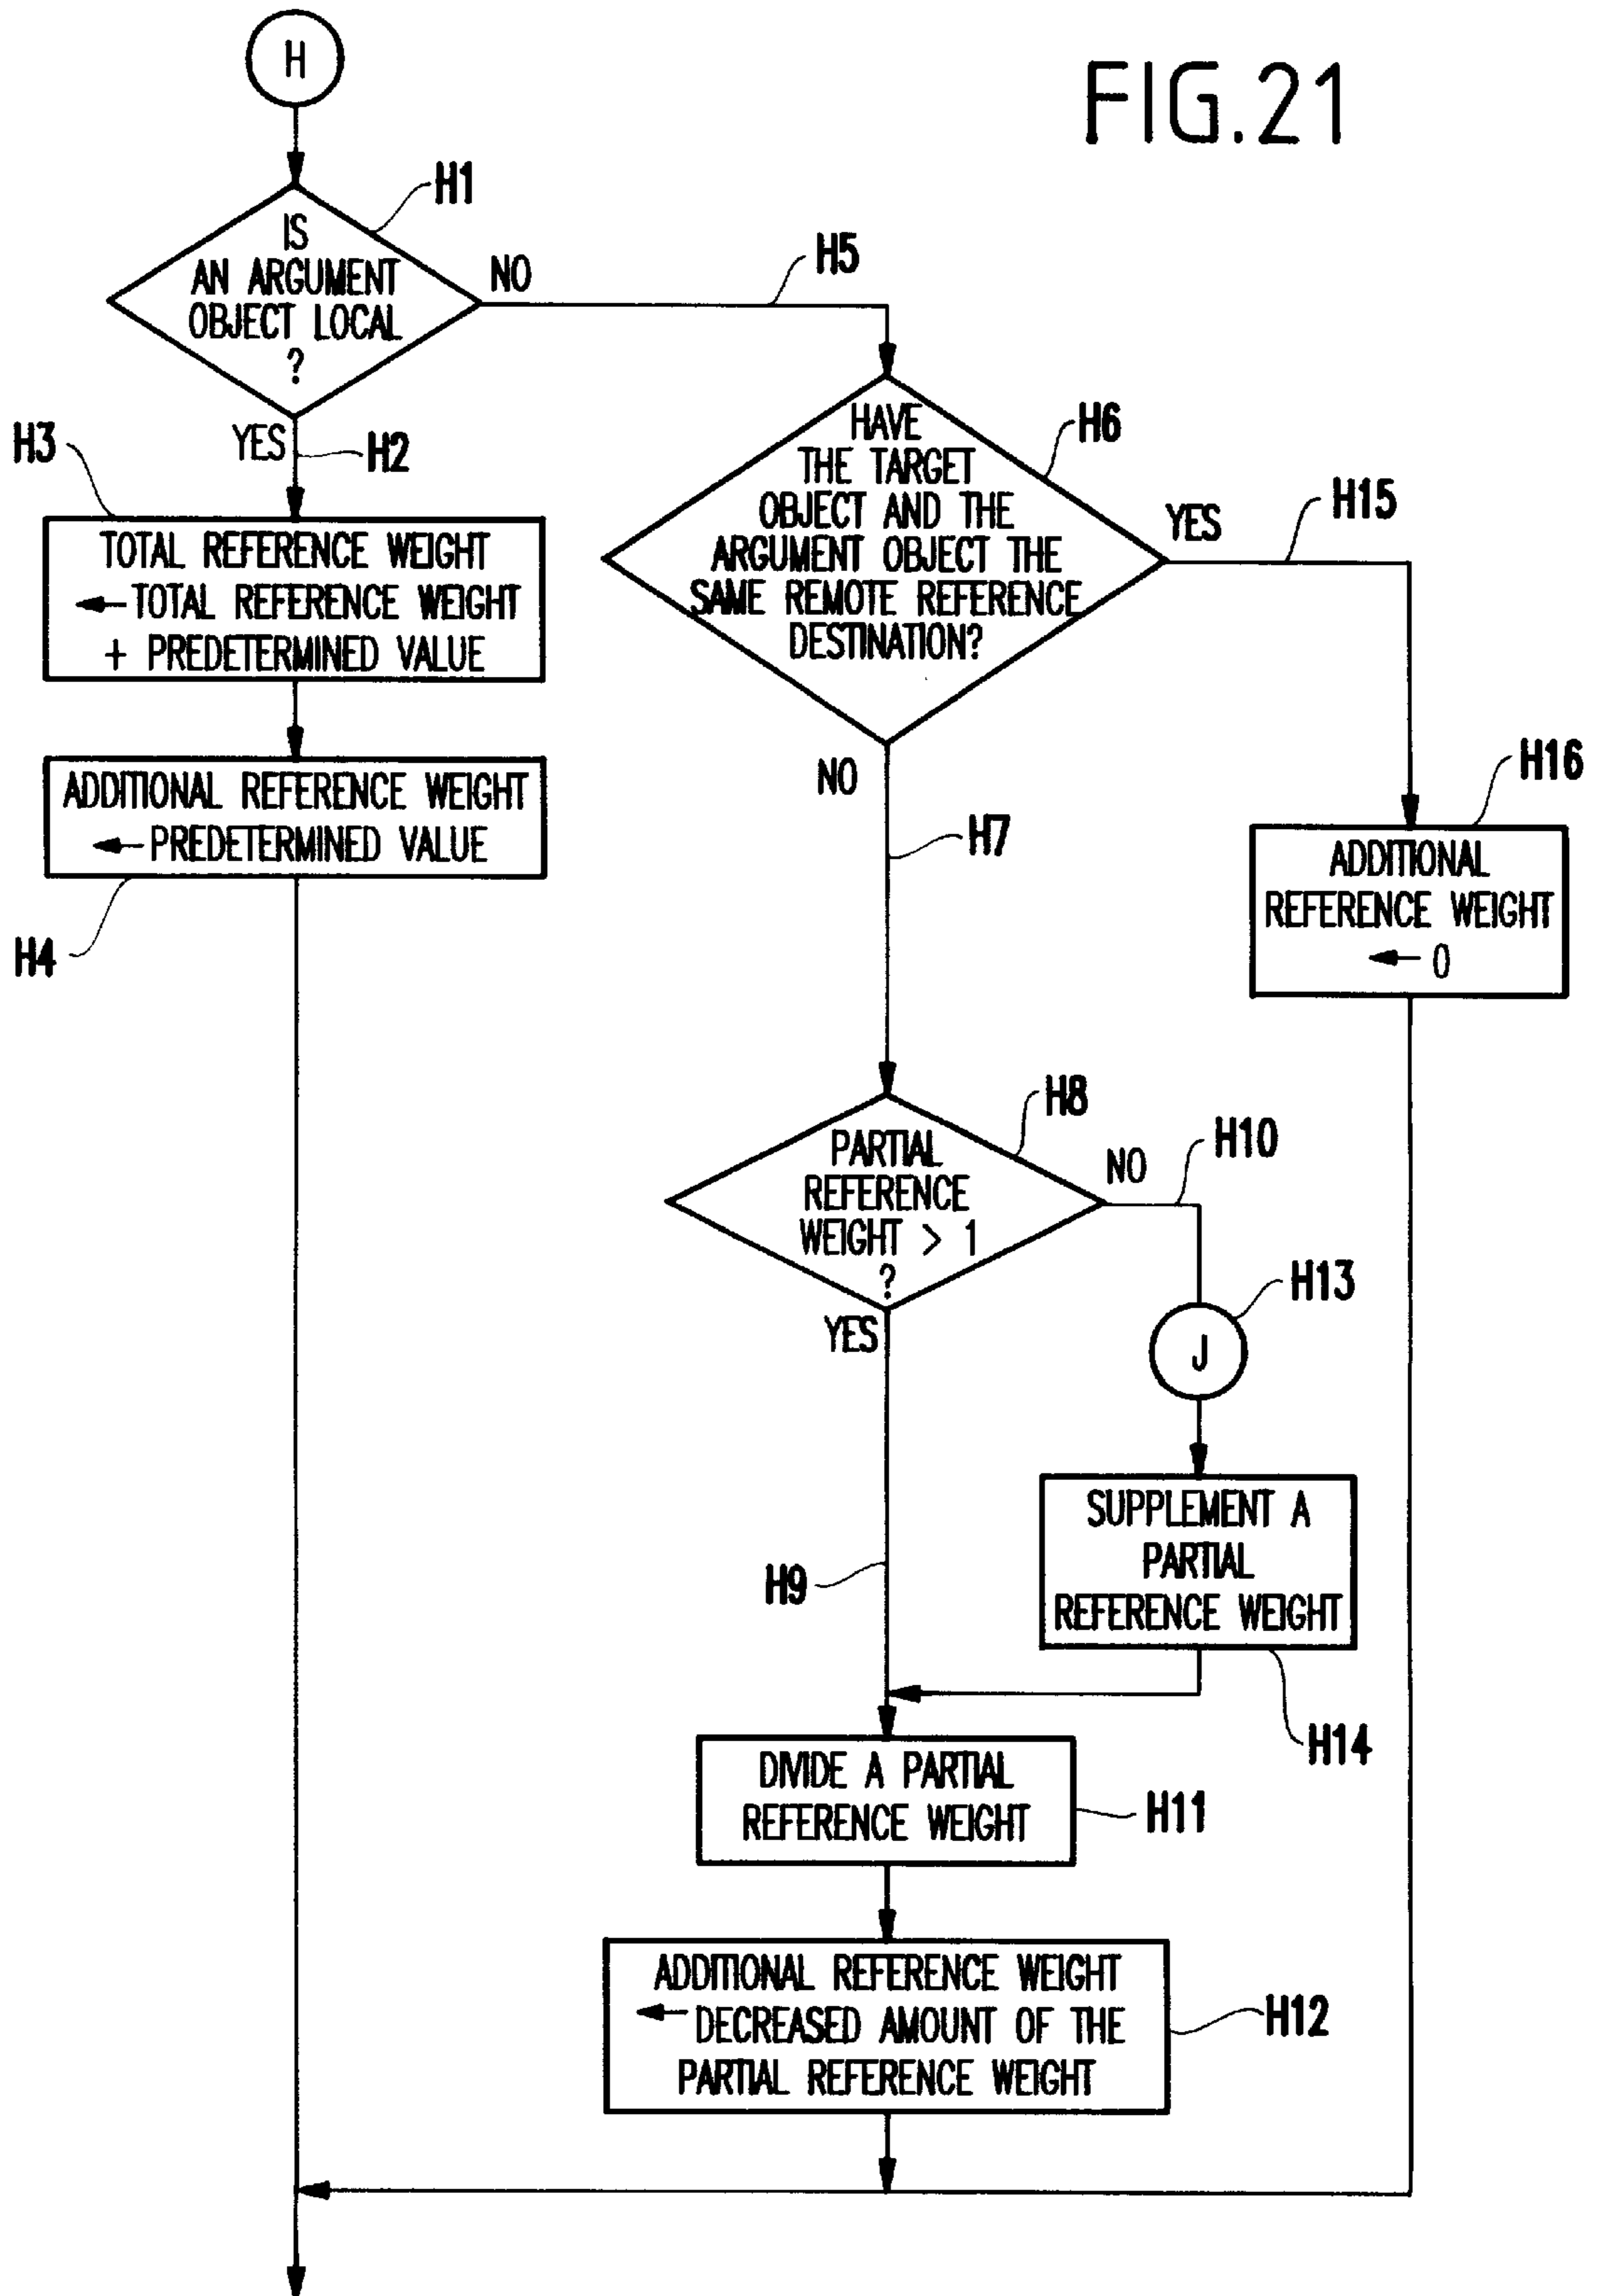 H
FIG.21
H1
IS
AN ARGUMENT
OBJECT LOCAL
?
NO
H5
YES
H2
H3
TOTAL REFERENCE WEIGHT
← TOTAL REFERENCE WEIGHT
+ PREDETERMINED VALUE
ADDITIONAL REFERENCE WEIGHT
← PREDETERMINED VALUE
H4
HAVE
THE TARGET
OBJECT AND THE
ARGUMENT OBJECT THE
SAME REMOTE REFERENCE
DESTINATION?
H6
YES
H15
NO
H7
H16
ADDITIONAL
REFERENCE WEIGHT
← 0
H8
PARTIAL
REFERENCE
WEIGHT > 1
?
NO
H10
YES
H13
J
SUPPLEMENT A
PARTIAL
REFERENCE WEIGHT
H9
H14
DIVIDE A PARTIAL
REFERENCE WEIGHT
H11
ADDITIONAL REFERENCE WEIGHT
← DECREASED AMOUNT OF THE
PARTIAL REFERENCE WEIGHT
H12